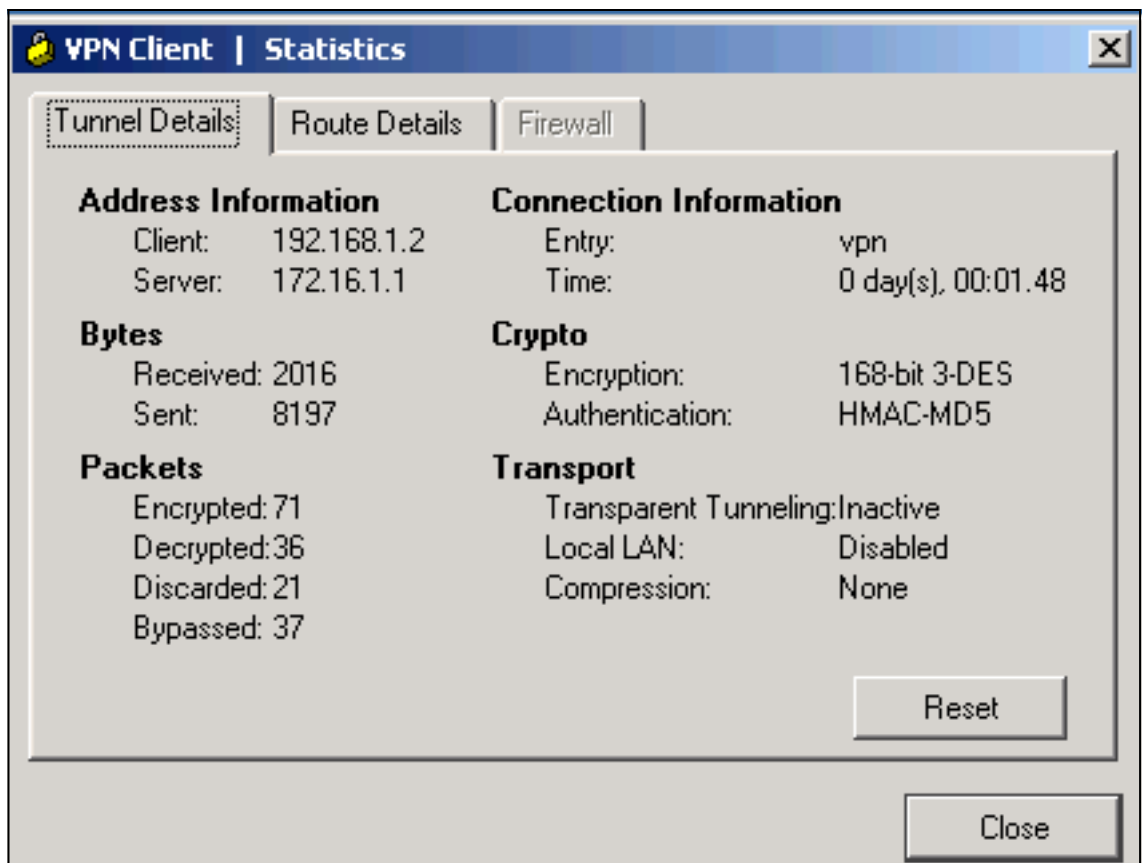 VPN Client | Statistics
Tunnel Details
Route Details
Firewall
Address Information
Client: 192.168.1.2
Server: 172.16.1.1
Connection Information
Entry: vpn
Time: 0 day(s), 00:01.48
Bytes
Received: 2016
Sent: 8197
Crypto
Encryption: 168-bit 3-DES
Authentication: HMAC-MD5
Packets
Encrypted: 71
Decrypted: 36
Discarded: 21
Bypassed: 37
Transport
Transparent Tunneling: Inactive
Local LAN: Disabled
Compression: None
Reset
Close